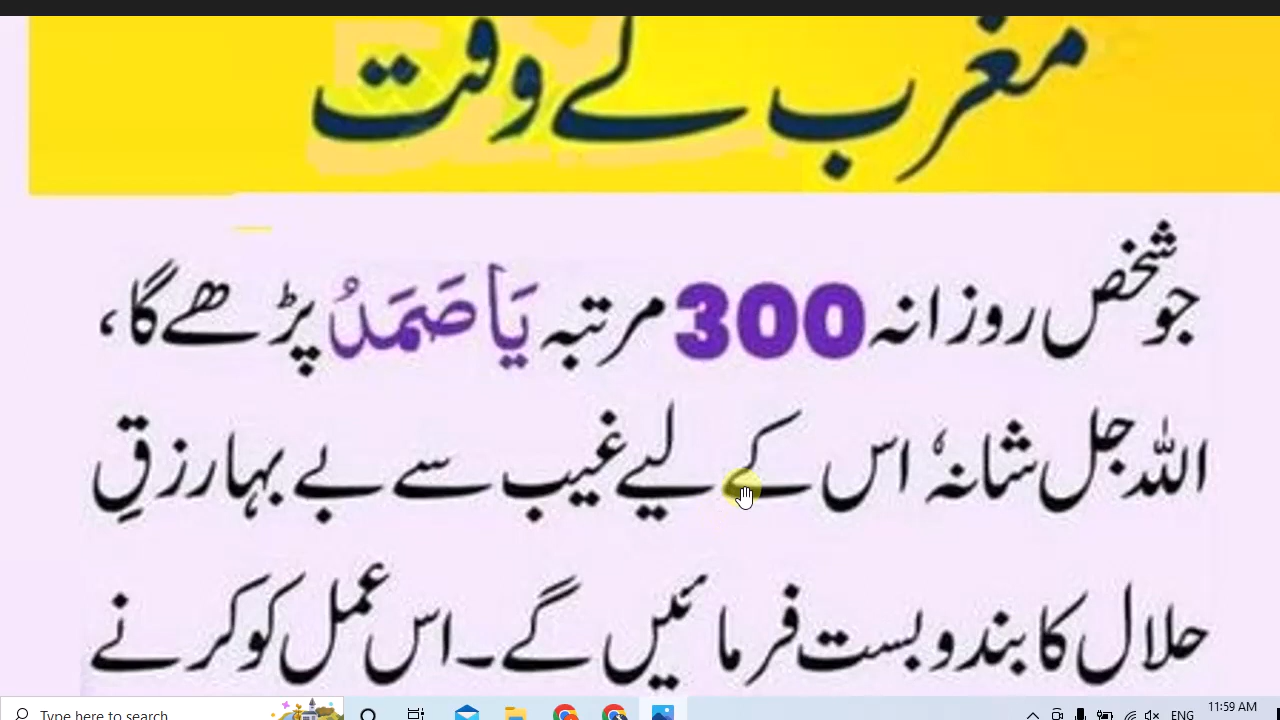 مغرب کے وقت
جو شخص روزانہ 300 مرتبہ یَا صَمَدُ پڑھے گا،
اللہ جل شانہٗ اس کے لیے غیب سے بے بہا رزقِ
حلال کا بندوبست فرمائیں گے۔ اس عمل کو کرنے
Type here to search
ENG
11:59 AM